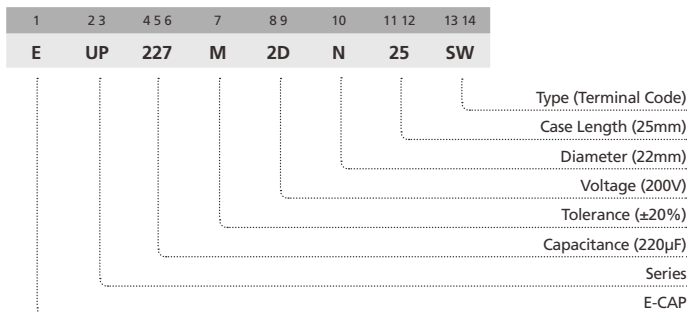 1 2 3 4 5 6 7 8 9 10 11 12 13 14
E UP 227 M 2D N 25 SW
Type (Terminal Code)
Case Length (25mm)
Diameter (22mm)
Voltage (200V)
Tolerance (±20%)
Capacitance (220µF)
Series
E-CAP